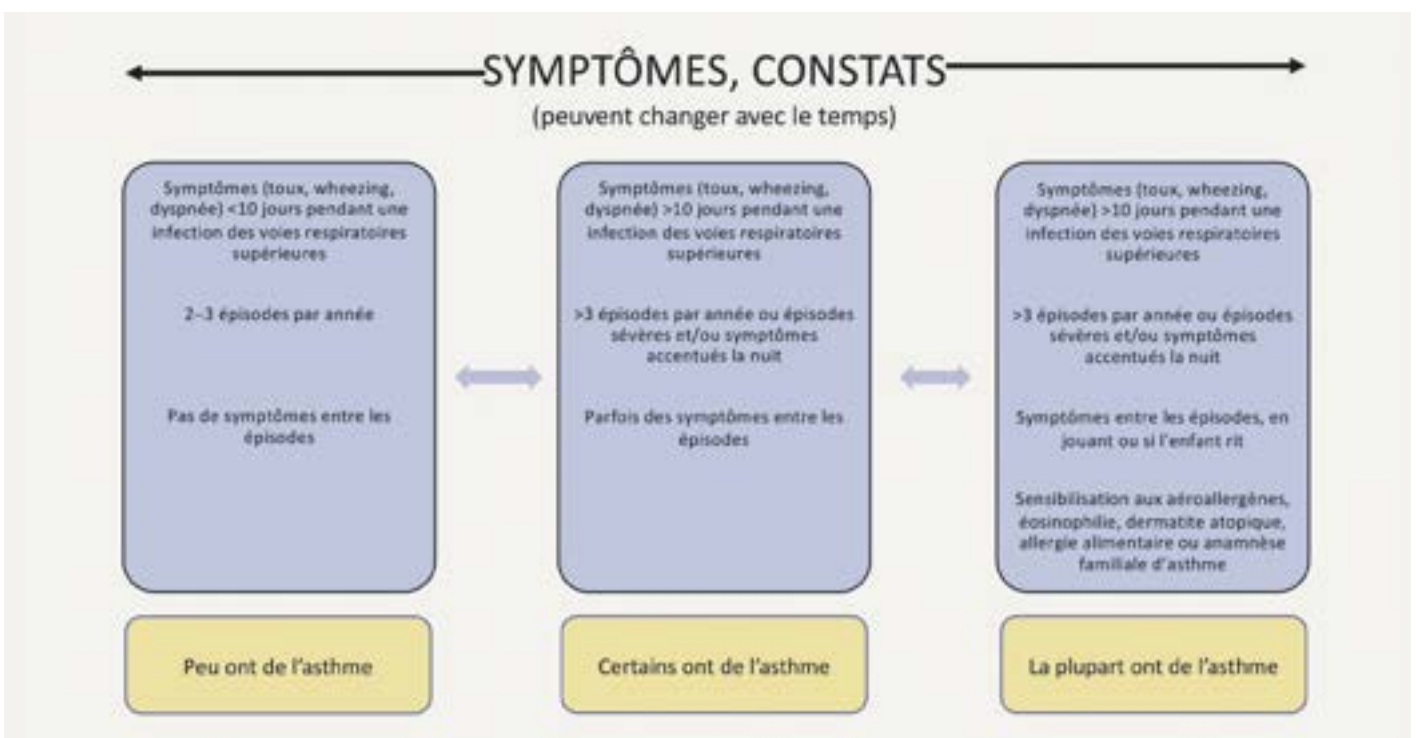 SYMPTÔMES, CONSTATS
(peuvent changer avec le temps)
Symptômes (toux, wheezing,
dyspnée) <10 jours pendant une
infection des voies respiratoires
supérieures
2–3 épisodes par année
Pas de symptômes entre les
épisodes
Peu ont de l'asthme
Symptômes (toux, wheezing,
dyspnée) >10 jours pendant une
infection des voies respiratoires
supérieures
>3 épisodes par année ou épisodes
sévères et/ou symptômes
accentués la nuit
Parfois des symptômes entre les
épisodes
Certains ont de l'asthme
Symptômes (toux, wheezing,
dyspnée) >10 jours pendant une
infection des voies respiratoires
supérieures
>3 épisodes par année ou épisodes
sévères et/ou symptômes
accentués la nuit
Symptômes entre les épisodes, en
jouant ou si l'enfant rit
Sensibilisation aux aéroallergènes,
éosinophilie, dermatite atopique,
allergie alimentaire ou anamnèse
familiale d'asthme
La plupart ont de l'asthme